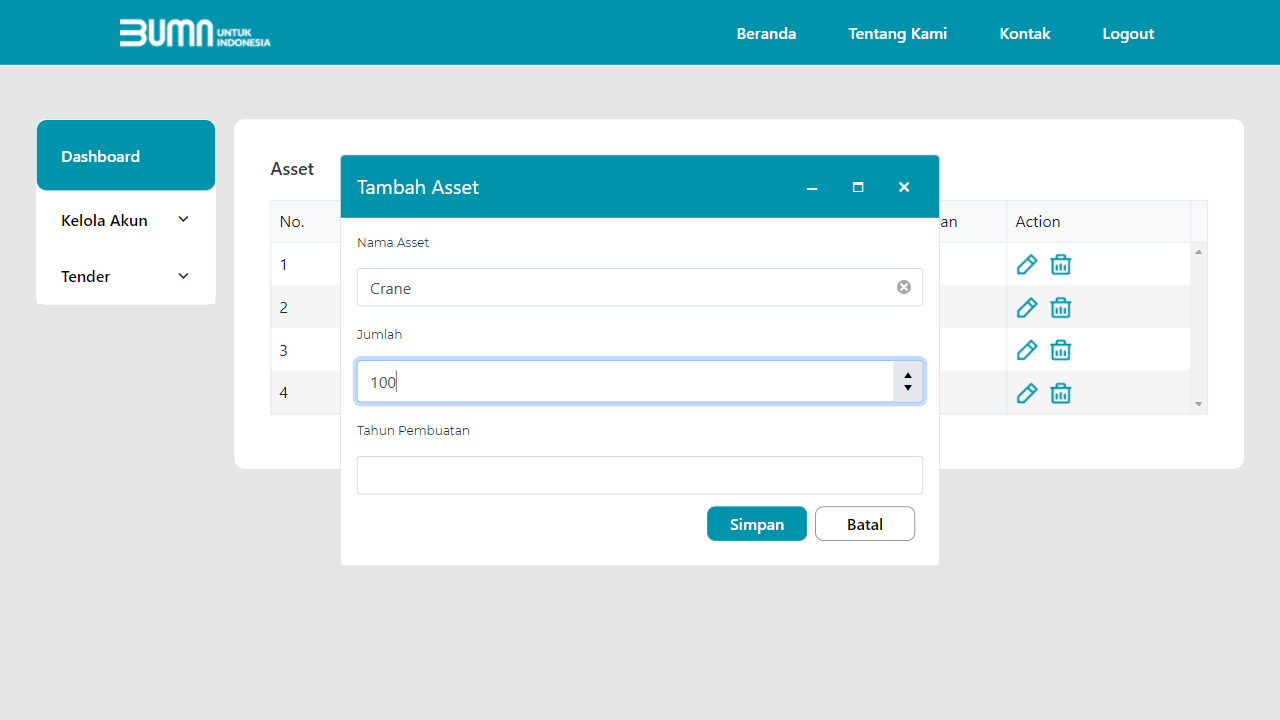 BUMN UNTUK INDONESIA
Beranda
Tentang Kami
Kontak
Logout
Dashboard
Kelola Akun
Tender
Asset
No.
an
Action
1
2
3
4
Tambah Asset
Nama Asset
Crane
Jumlah
100
Tahun Pembuatan
Simpan
Batal